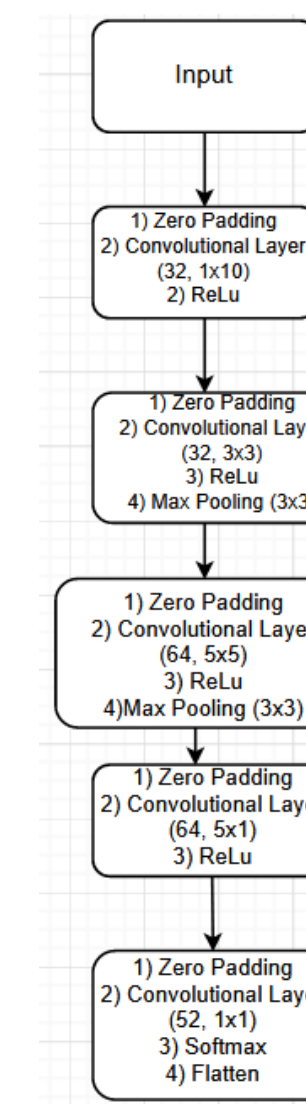 Input
1) Zero Padding
2) Convolutional Layer
(32, 1x10)
2) ReLu
1) Zero Padding
2) Convolutional Lay
(32, 3x3)
3) ReLu
4) Max Pooling (3x3
1) Zero Padding
2) Convolutional Laye
(64, 5x5)
3) ReLu
4)Max Pooling (3x3)
1) Zero Padding
2) Convolutional Laye
(64, 5x1)
3) ReLu
1) Zero Padding
2) Convolutional Laye
(52, 1x1)
3) Softmax
4) Flatten